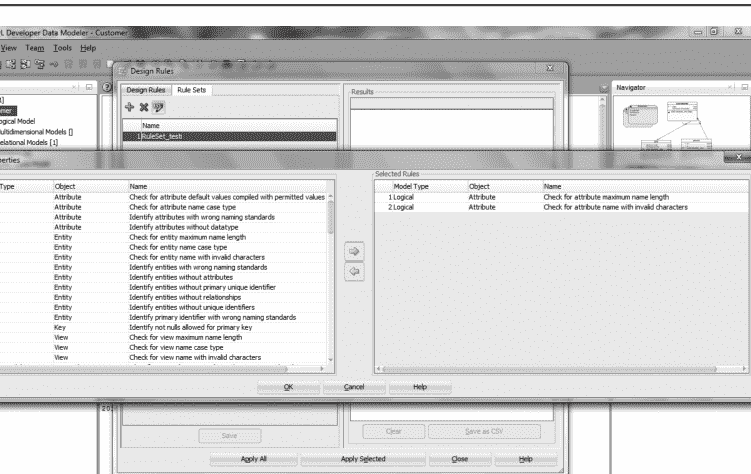 L Developer Data Modeler - Customer
View Team Tools Help
Design Rules
Design Rules Rule Sets
Results
Navigator
Name
1 RuleSet_test
ogical Model
ultidimensional Models []
elational Models [1]
perties
Selected Rules
Type Object Name
Attribute Check for attribute default values compiled with permitted values
Attribute Check for attribute name case type
Attribute Identify attributes with wrong naming standards
Attribute Identify attributes without datatype
Entity Check for entity maximum name length
Entity Check for entity name case type
Entity Check for entity name with invalid characters
Entity Identify entities with wrong naming standards
Entity Identify entities without attributes
Entity Identify entities without primary unique identifier
Entity Identify entities without relationships
Entity Identify entities without unique identifiers
Entity Identify primary identifier with wrong naming standards
Key Identify not nulls allowed for primary key
View Check for view maximum name length
View Check for view name case type
View Check for view name with invalid characters
Model Type Object Name
1 Logical Attribute Check for attribute maximum name length
2 Logical Attribute Check for attribute name with invalid characters
OK Cancel Help
Save
Clear Save as CSV
Apply All Apply Selected Close Help